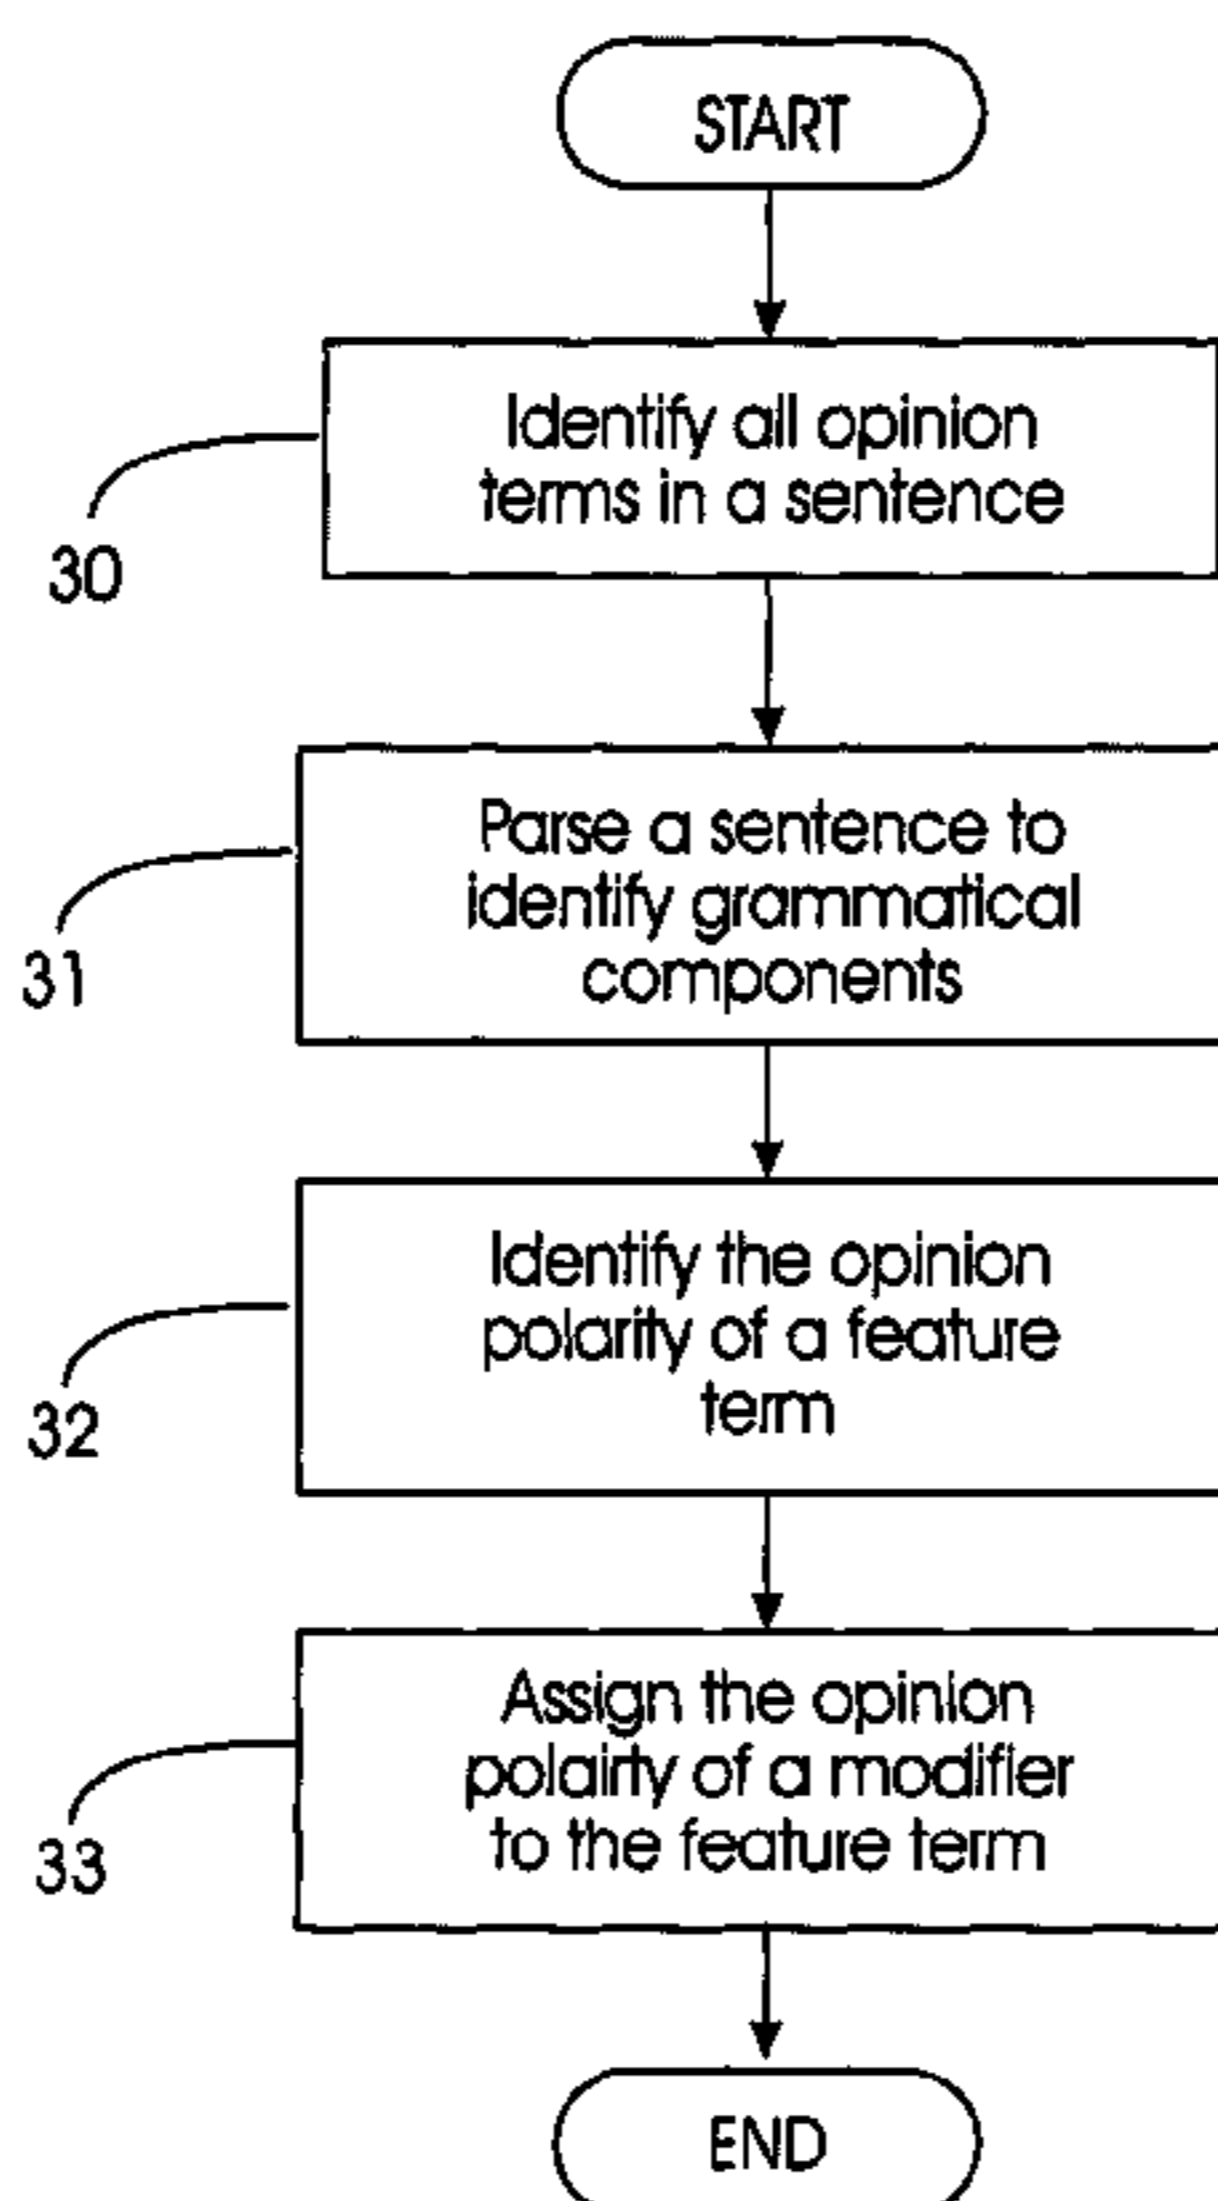 START
Identify all opinion
terms in a sentence
30
Parse a sentence to
identify grammatical
components
31
Identify the opinion
polarity of a feature
term
32
Assign the opinion
polairty of a modifier
to the feature term
33
END